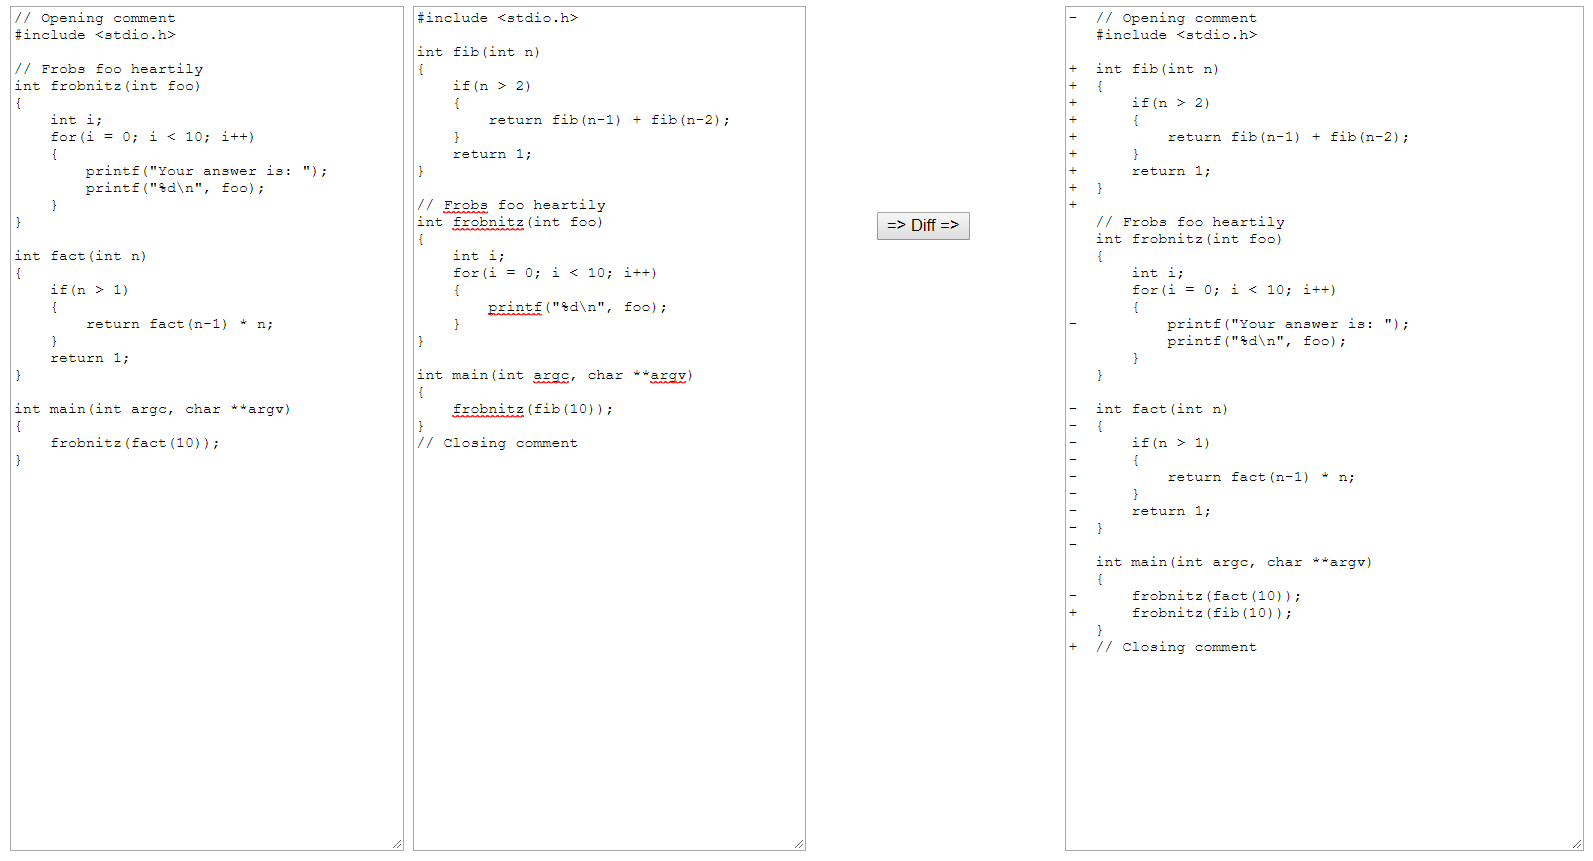 // Opening comment
#include <stdio.h>

// Frobs foo heartily
int frobnitz(int foo)
{
    int i;
    for(i = 0; i < 10; i++)
    {
        printf("Your answer is: ");
        printf("%d\n", foo);
    }
}

int fact(int n)
{
    if(n > 1)
    {
        return fact(n-1) * n;
    }
    return 1;
}

int main(int argc, char **argv)
{
    frobnitz(fact(10));
}
#include <stdio.h>

int fib(int n)
{
    if(n > 2)
    {
        return fib(n-1) + fib(n-2);
    }
    return 1;
}

// Frobs foo heartily
int frobnitz(int foo)
{
    int i;
    for(i = 0; i < 10; i++)
    {
        printf("%d\n", foo);
    }
}

int main(int argc, char **argv)
{
    frobnitz(fib(10));
}
// Closing comment
=> Diff =>
-  // Opening comment
   #include <stdio.h>

+  int fib(int n)
+  {
+      if(n > 2)
+      {
+          return fib(n-1) + fib(n-2);
+      }
+      return 1;
+  }
+
   // Frobs foo heartily
   int frobnitz(int foo)
   {
       int i;
       for(i = 0; i < 10; i++)
       {
-          printf("Your answer is: ");
           printf("%d\n", foo);
       }
   }

-  int fact(int n)
-  {
-      if(n > 1)
-      {
-          return fact(n-1) * n;
-      }
-      return 1;
-  }
-
   int main(int argc, char **argv)
   {
-      frobnitz(fact(10));
+      frobnitz(fib(10));
   }
+  // Closing comment